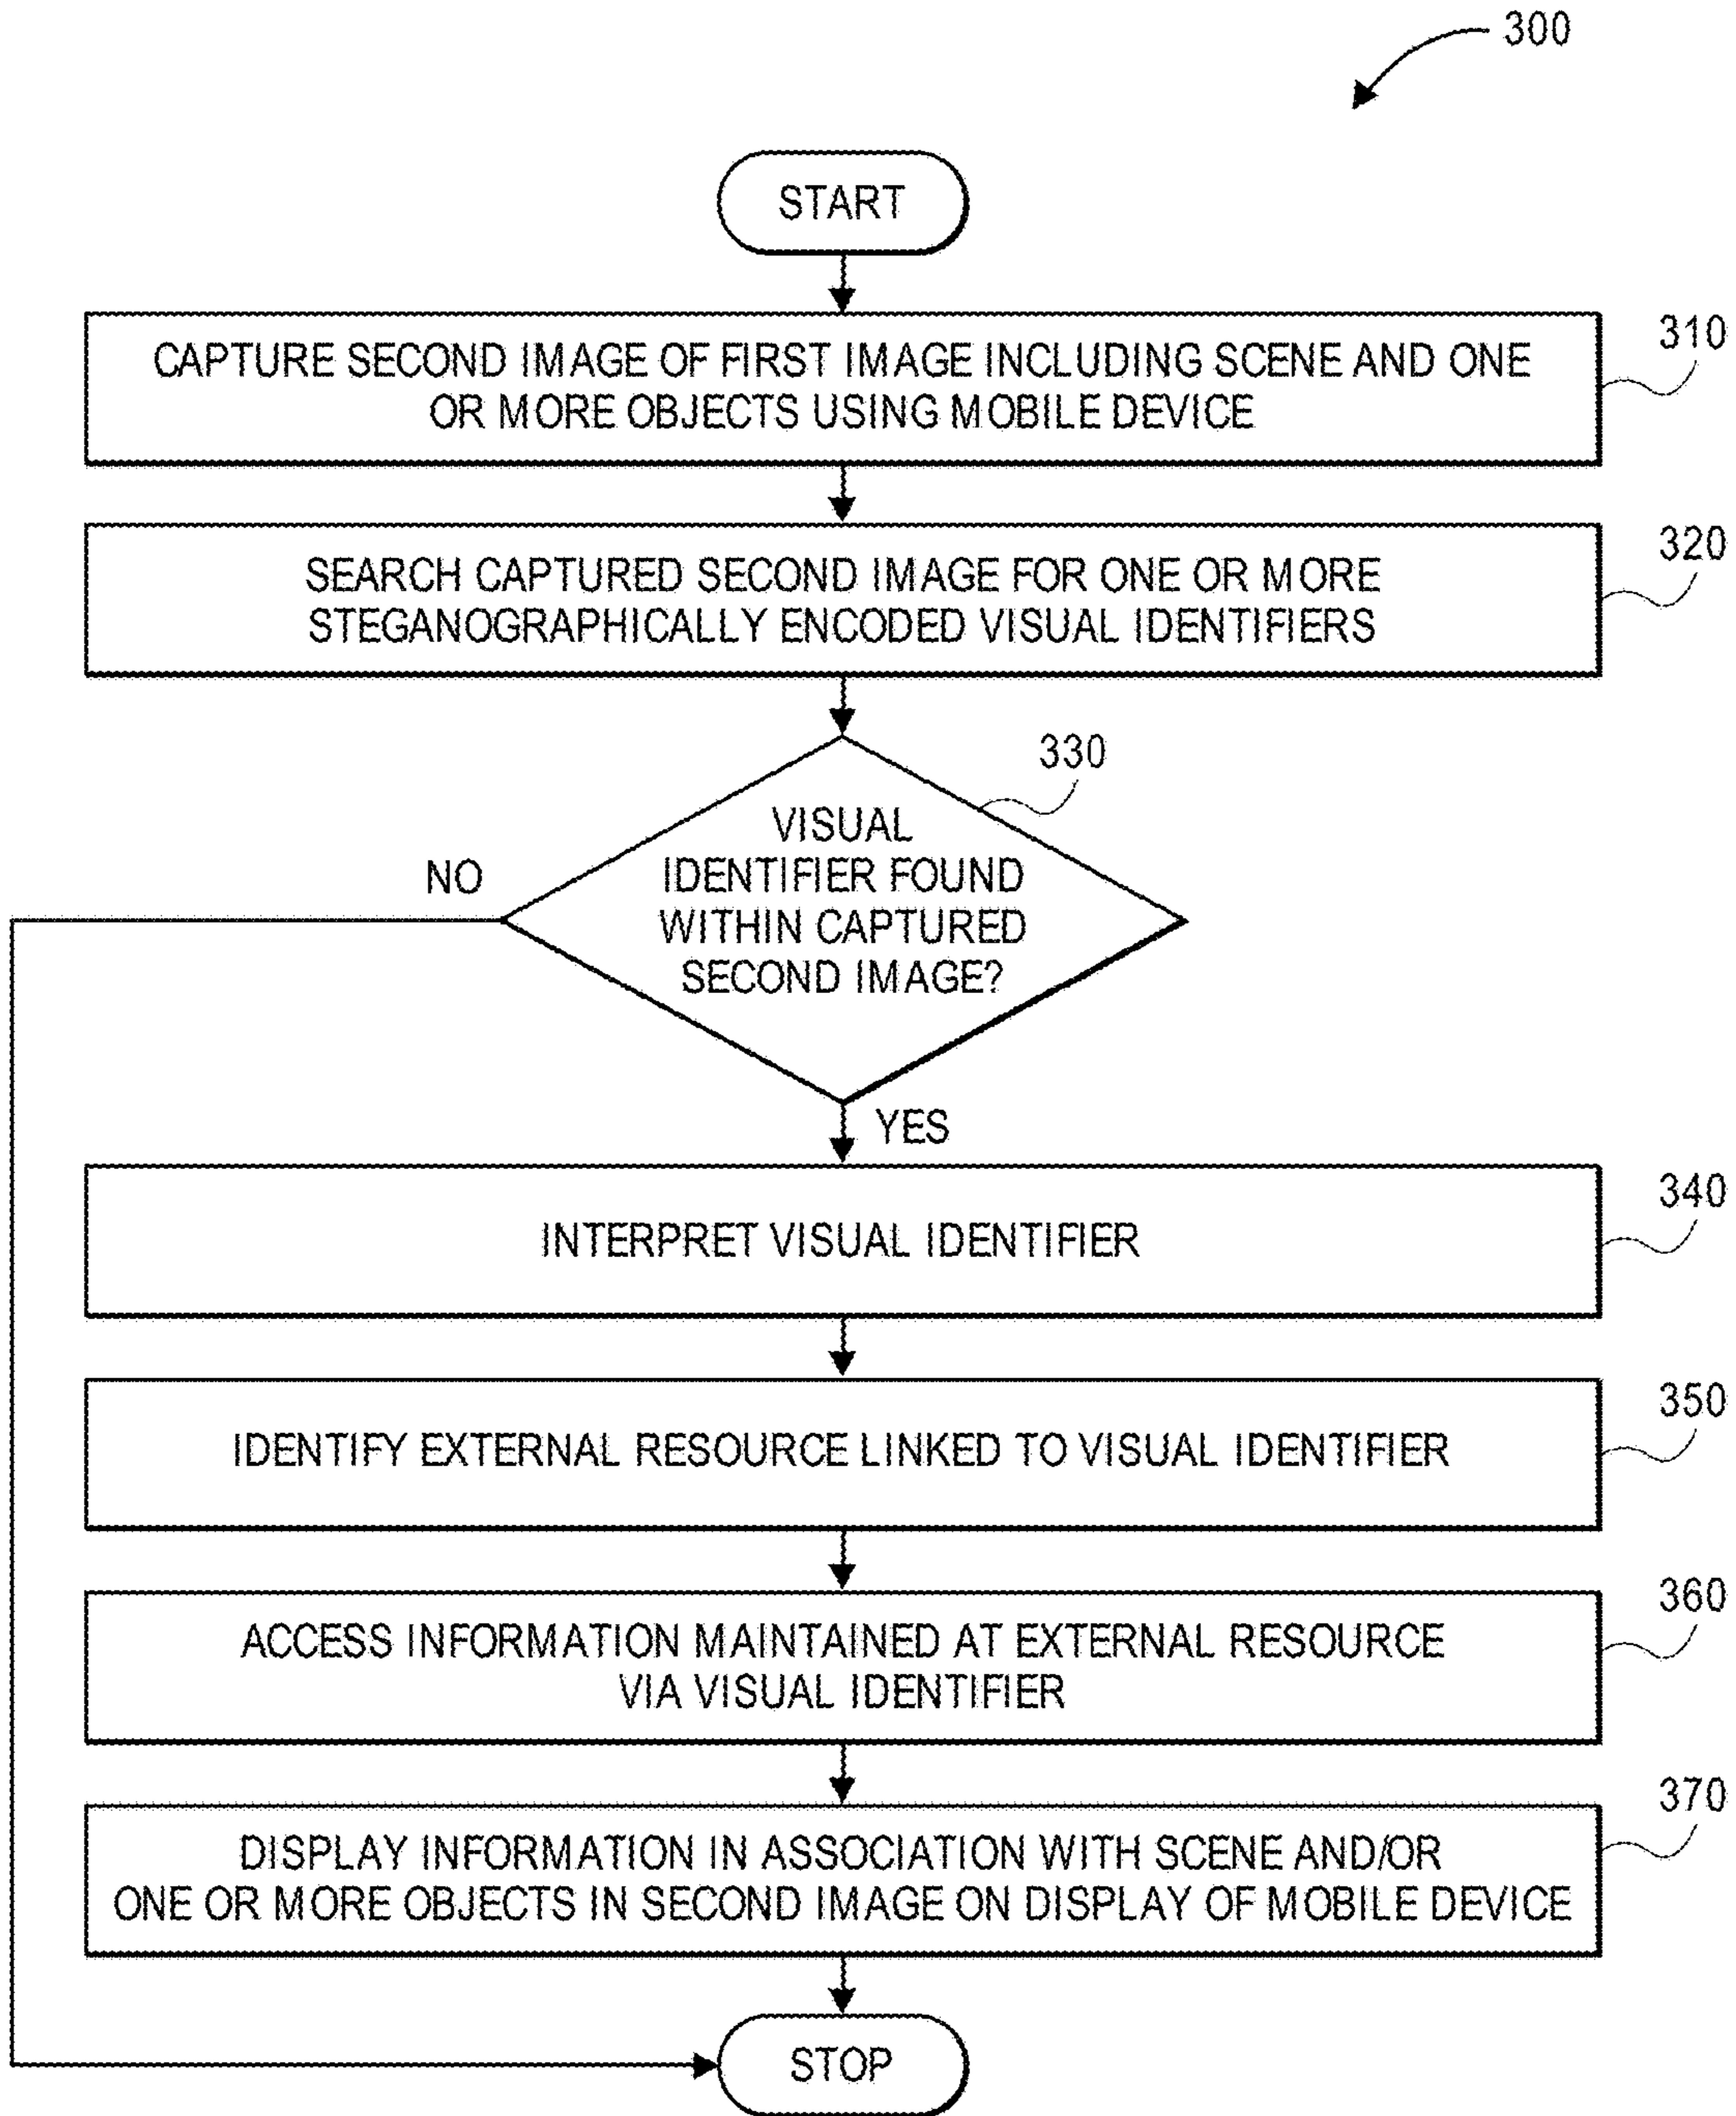 300
START
CAPTURE SECOND IMAGE OF FIRST IMAGE INCLUDING SCENE AND ONE
OR MORE OBJECTS USING MOBILE DEVICE
310
SEARCH CAPTURED SECOND IMAGE FOR ONE OR MORE
STEGANOGRAPHICALLY ENCODED VISUAL IDENTIFIERS
320
330
VISUAL
IDENTIFIER FOUND
WITHIN CAPTURED
SECOND IMAGE?
NO
YES
INTERPRET VISUAL IDENTIFIER
340
IDENTIFY EXTERNAL RESOURCE LINKED TO VISUAL IDENTIFIER
350
ACCESS INFORMATION MAINTAINED AT EXTERNAL RESOURCE
VIA VISUAL IDENTIFIER
360
DISPLAY INFORMATION IN ASSOCIATION WITH SCENE AND/OR
ONE OR MORE OBJECTS IN SECOND IMAGE ON DISPLAY OF MOBILE DEVICE
370
STOP